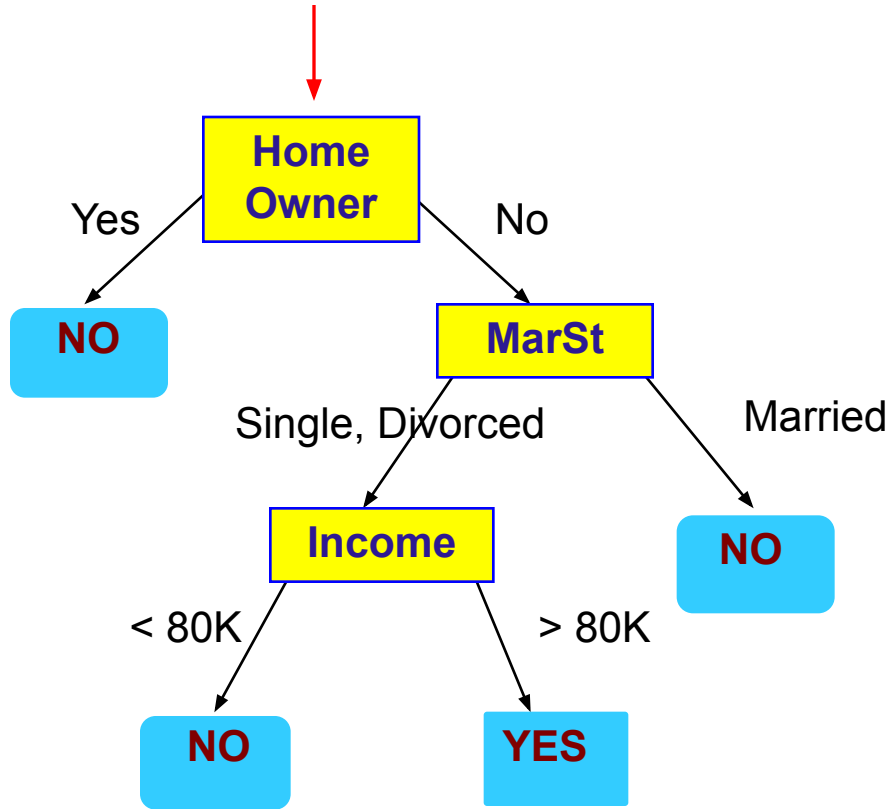 Home
Owner
Yes
No
NO
MarSt
Single, Divorced
Married
Income
NO
< 80K
> 80K
NO
YES